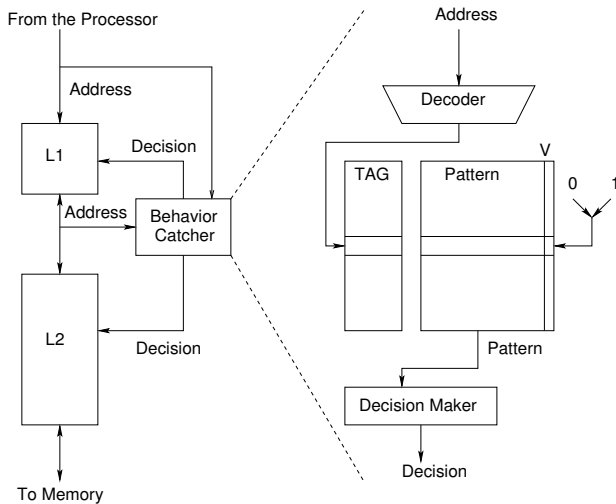 From the Processor
Address
L1
Decision
Address
Behavior
Catcher
L2
Decision
To Memory
Address
Decoder
V
TAG
Pattern
0
1
Pattern
Decision Maker
Decision